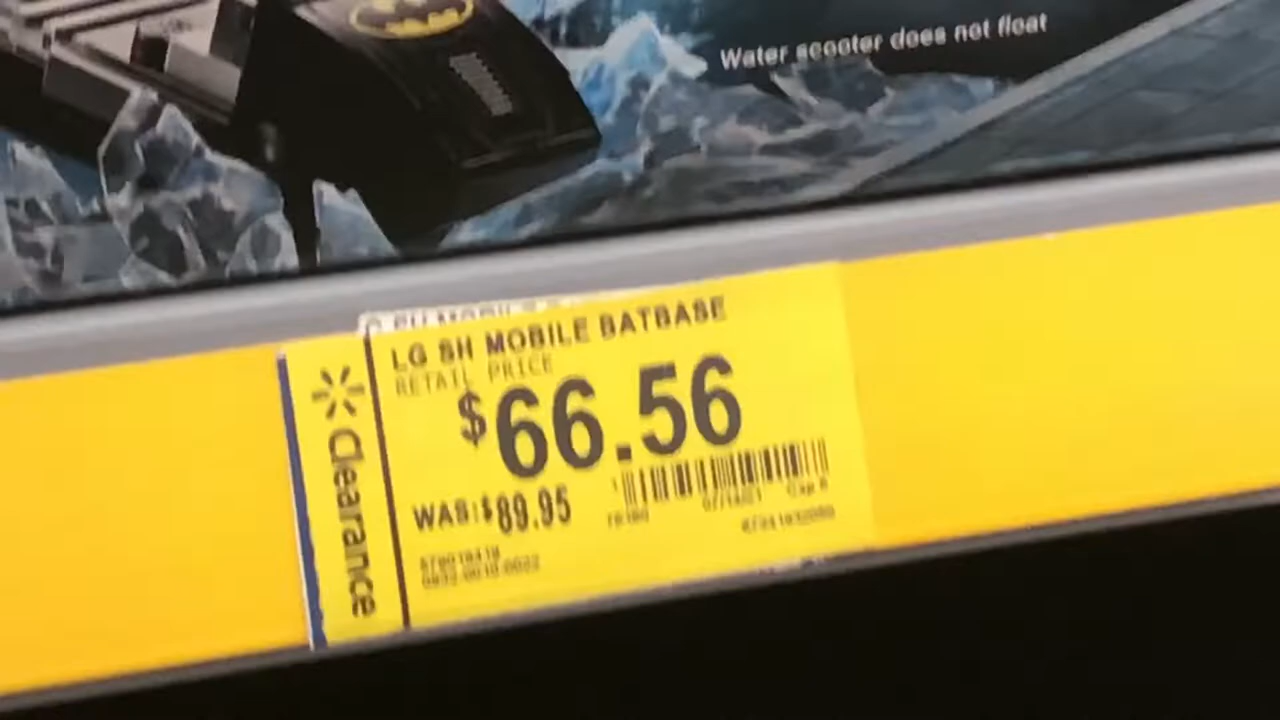 Water scooter does not float
LG SH MOBILE BATBASE
RETAIL PRICE
$66.56
WAS:$89.95
Clearance